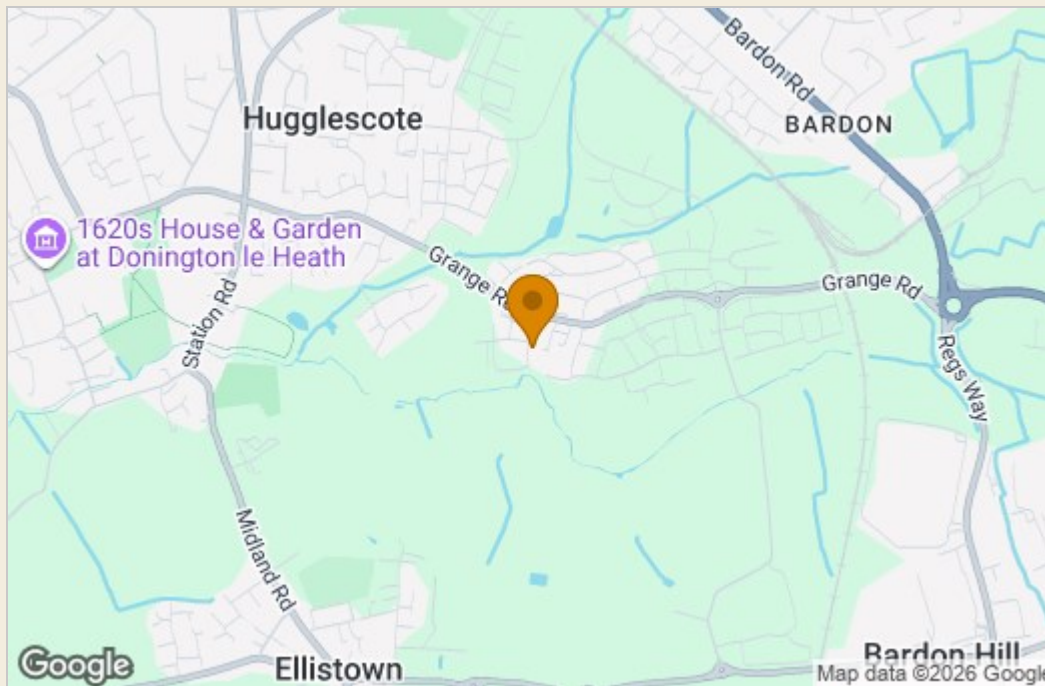 Bardon Rd
Hugglescote
BARDON
1620s House & Garden
at Donington le Heath
Grange Rd
Grange Rd
Station Rd
Regs Way
Midland Rd
Ellistown
Bardon Hill
Google
Map data ©2026 Google